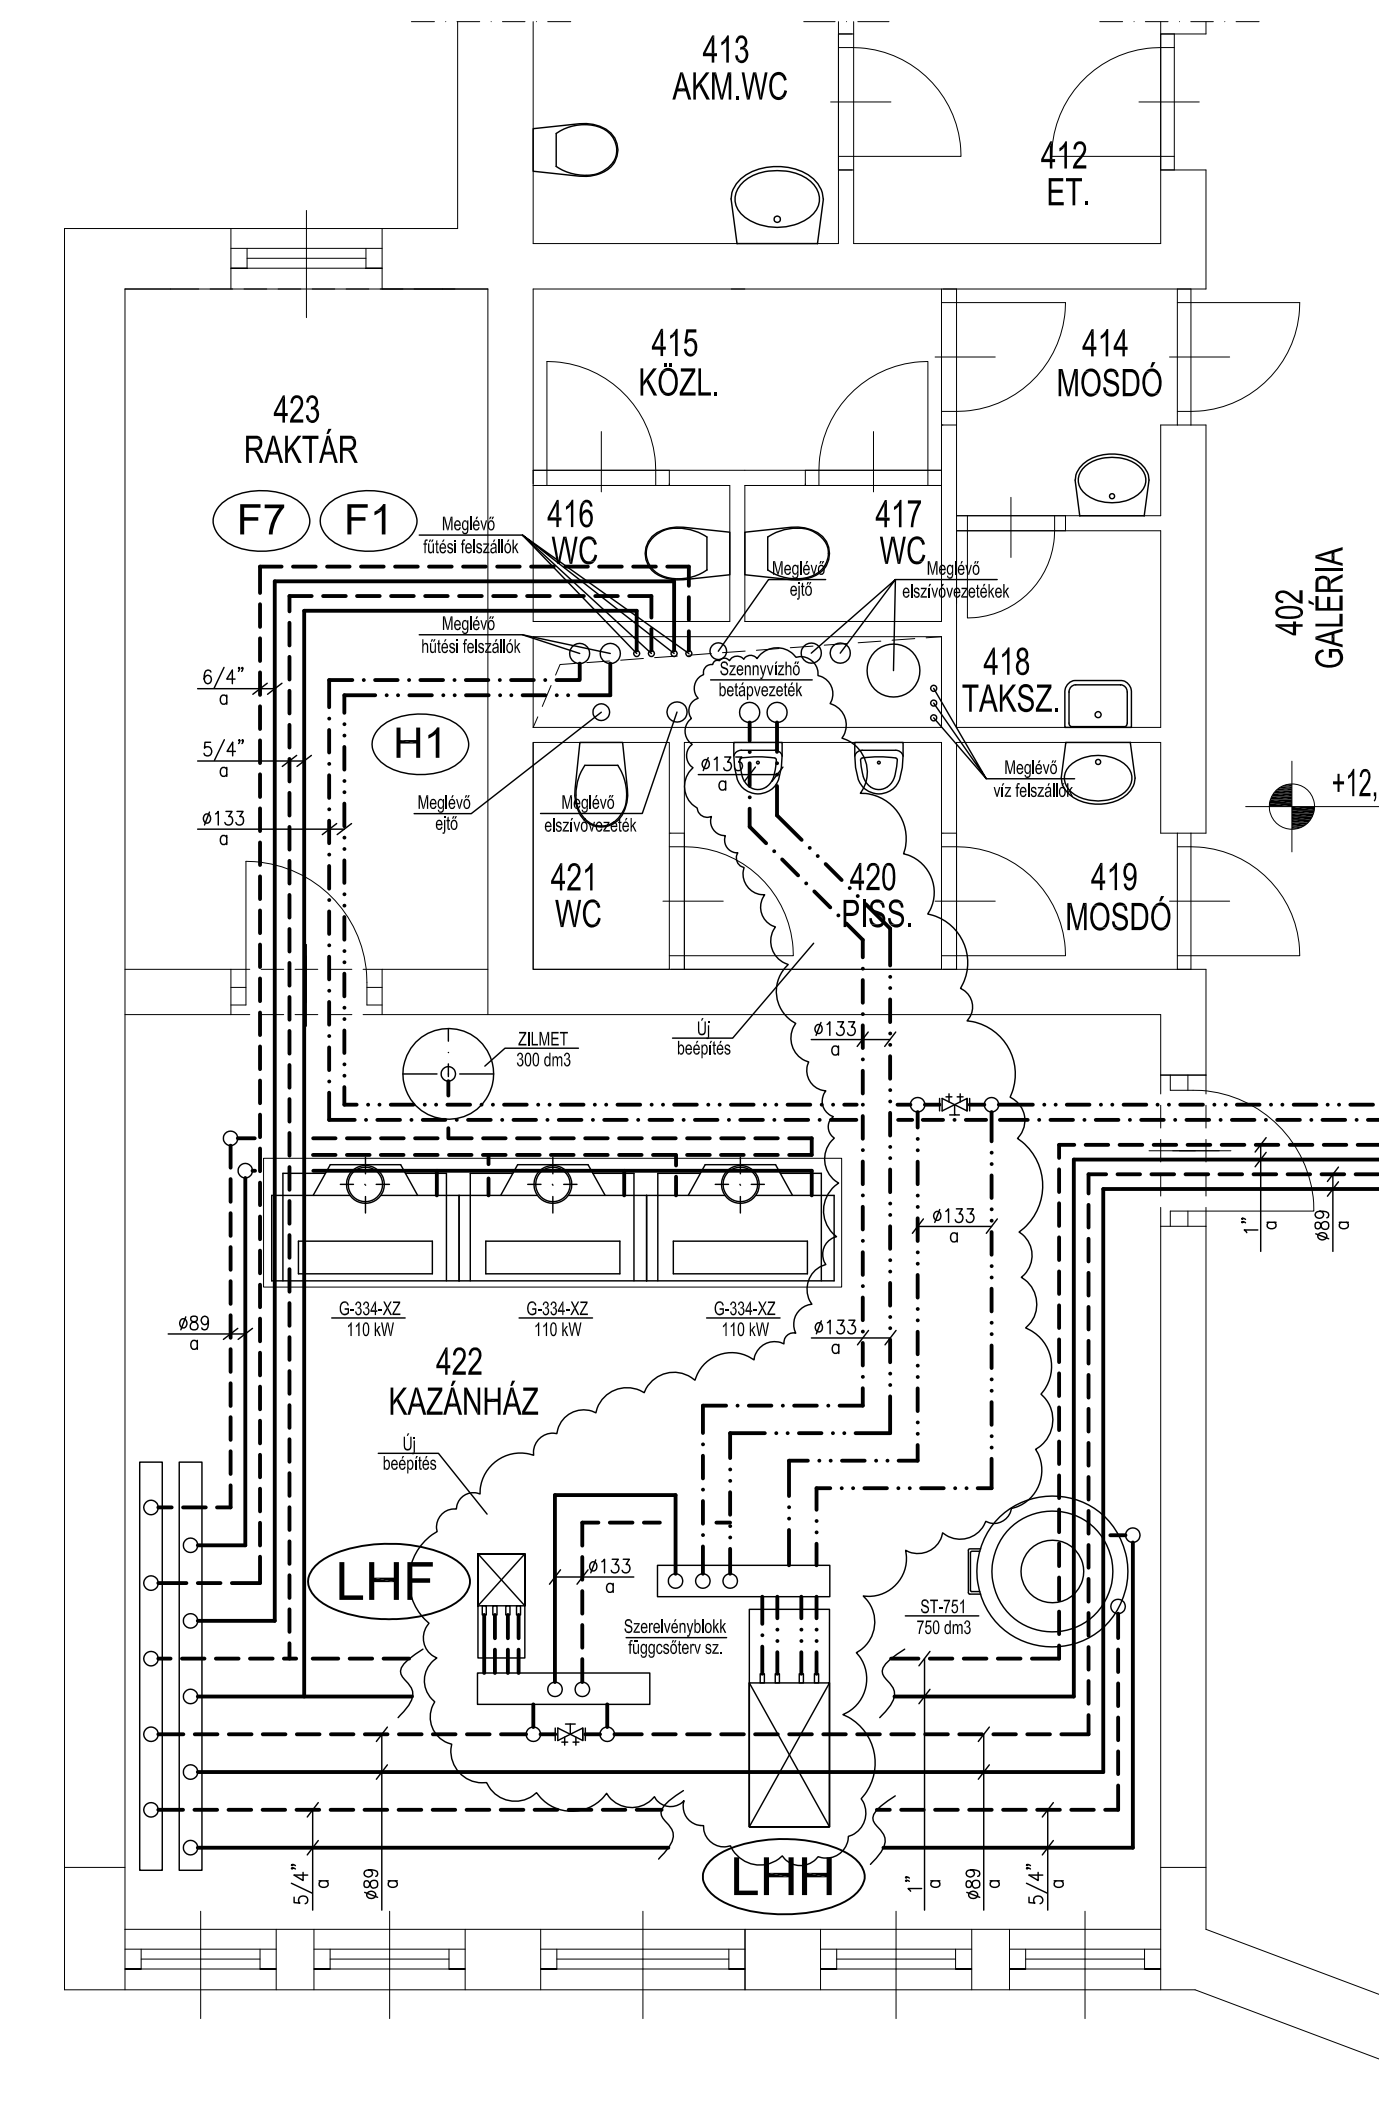 413
AKM.WC
412
ET.
415
KÖZL.
414
MOSDÓ
423
RAKTÁR
F7
F1
Meglévő
fűtési felszállók
416
WC
417
WC
Meglévő
ejtő
Meglévő
elszívóvezetékek
402
GALÉRIA
Meglévő
hűtési felszállók
Szennyvízhő
betápvezeték
418
TAKSZ.
6/4"
a
5/4"
a
H1
ø133
a
ø133
a
Meglévő
ejtő
Meglévő
elszívóvezeték
Meglévő
víz felszállók
+12,
421
WC
420
PISS.
419
MOSDÓ
Új
beépítés
ø133
a
ZILMET
300 dm3
ø133
a
1"
a
ø89
a
ø89
a
G-334-XZ
110 kW
G-334-XZ
110 kW
G-334-XZ
110 kW
ø133
a
422
KAZÁNHÁZ
Új
beépítés
LHF
ø133
a
Szerelvényblokk
függcsőterv sz.
ST-751
750 dm3
LHH
5/4"
a
ø89
a
1"
a
ø89
a
5/4"
a